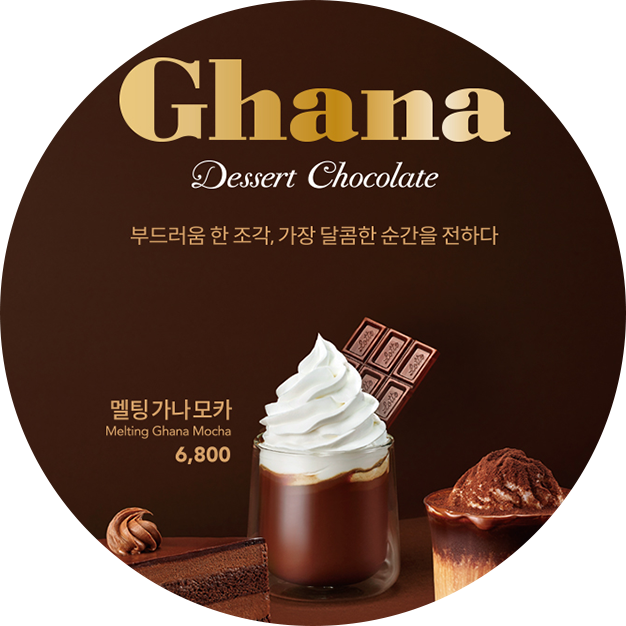 Ghana
Dessert Chocolate
부드러움 한 조각, 가장 달콤한 순간을 전하다
멜팅 가나 모카
Melting Ghana Mocha
6,800